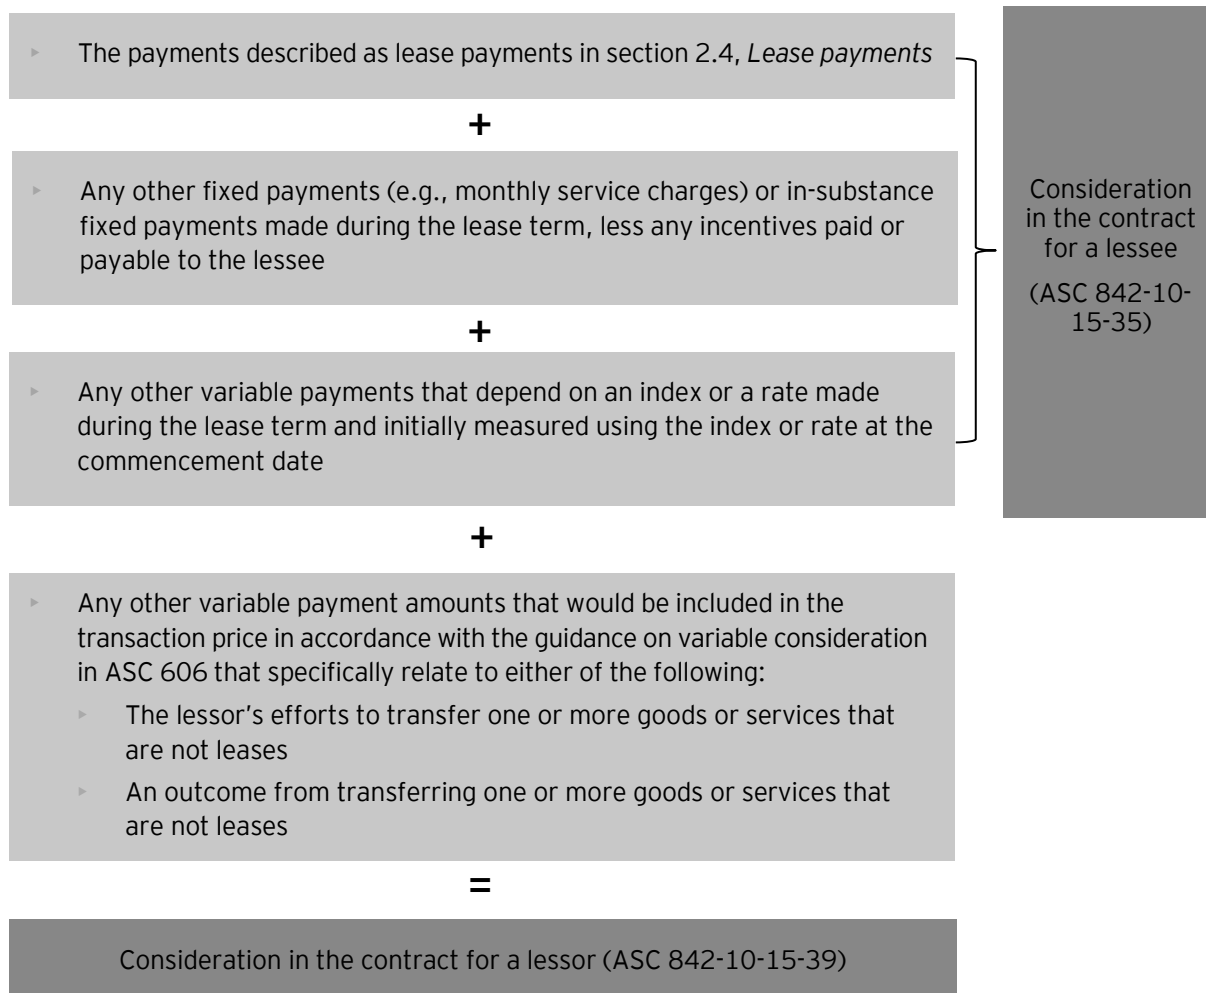 ▸ The payments described as lease payments in section 2.4, Lease payments
+
▸ Any other fixed payments (e.g., monthly service charges) or in-substance
fixed payments made during the lease term, less any incentives paid or
payable to the lessee
+
▸ Any other variable payments that depend on an index or a rate made
during the lease term and initially measured using the index or rate at the
commencement date
Consideration
in the contract
for a lessee
(ASC 842-10-
15-35)
+
▸ Any other variable payment amounts that would be included in the
transaction price in accordance with the guidance on variable consideration
in ASC 606 that specifically relate to either of the following:
▸ The lessor’s efforts to transfer one or more goods or services that
are not leases
▸ An outcome from transferring one or more goods or services that
are not leases
=
Consideration in the contract for a lessor (ASC 842-10-15-39)